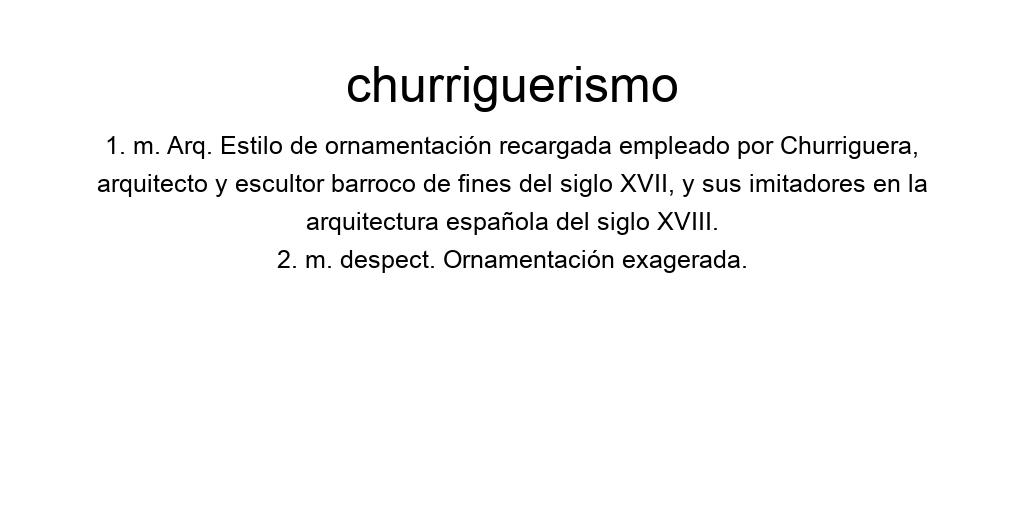 churriguerismo
1. m. Arq. Estilo de ornamentación recargada empleado por Churriguera,
arquitecto y escultor barroco de fines del siglo XVII, y sus imitadores en la
arquitectura española del siglo XVIII.
2. m. despect. Ornamentación exagerada.